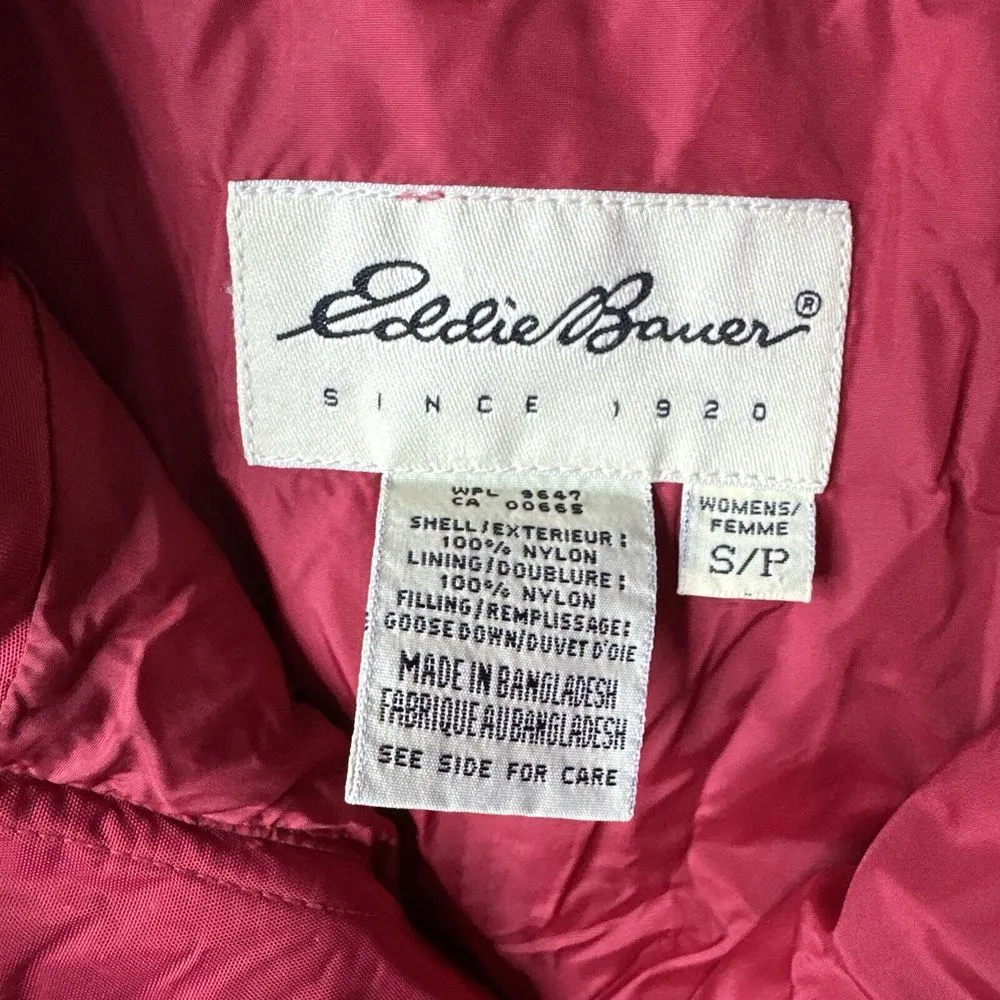 Eddie Bauer®
SINCE 1920
WPL 9647
CA 00665
SHELL/EXTERIEUR:
100% NYLON
LINING/DOUBLURE:
100% NYLON
FILLING/REMPLISSAGE:
GOOSE DOWN/DUVET D'OIE
MADE IN BANGLADESH
FABRIQUE AU BANGLADESH
SEE SIDE FOR CARE
WOMENS/
FEMME
S/P